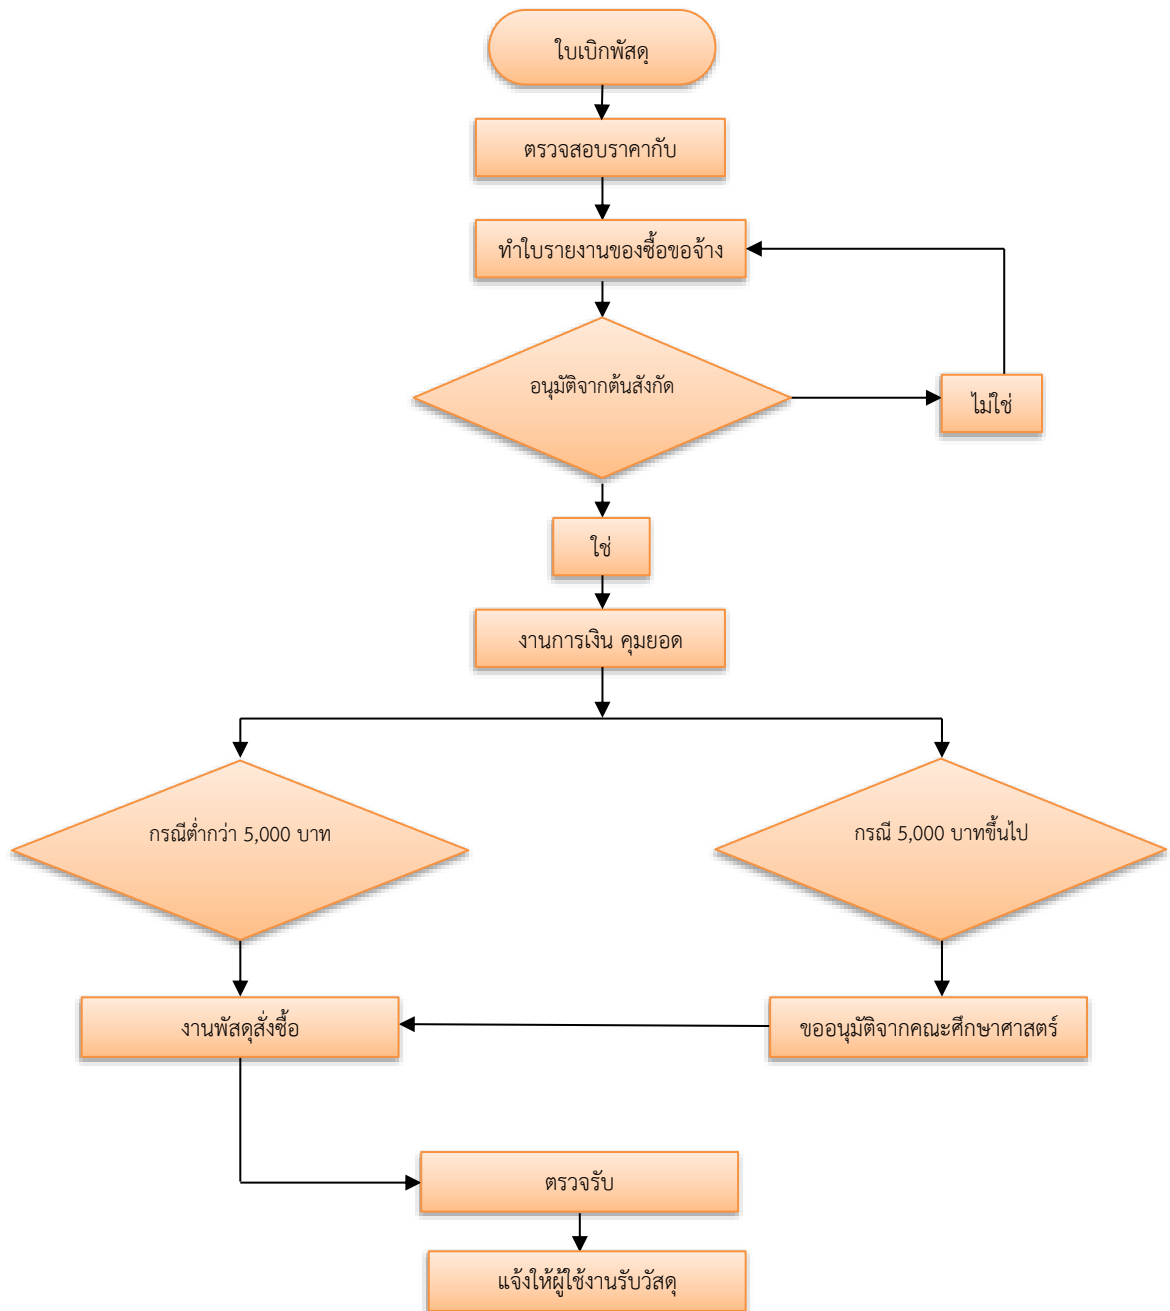 ใบเบิกพัสดุ
ตรวจสอบราคากับ
ทำใบรายงานของซื้อขอจ้าง
อนุมัติจากต้นสังกัด
ไม่ใช่
ใช่
งานการเงิน คุมยอด
กรณีต่ำกว่า 5,000 บาท
กรณี 5,000 บาทขึ้นไป
งานพัสดุสั่งซื้อ
ขออนุมัติจากคณะศึกษาศาสตร์
ตรวจรับ
แจ้งให้ผู้ใช้งานรับวัสดุ